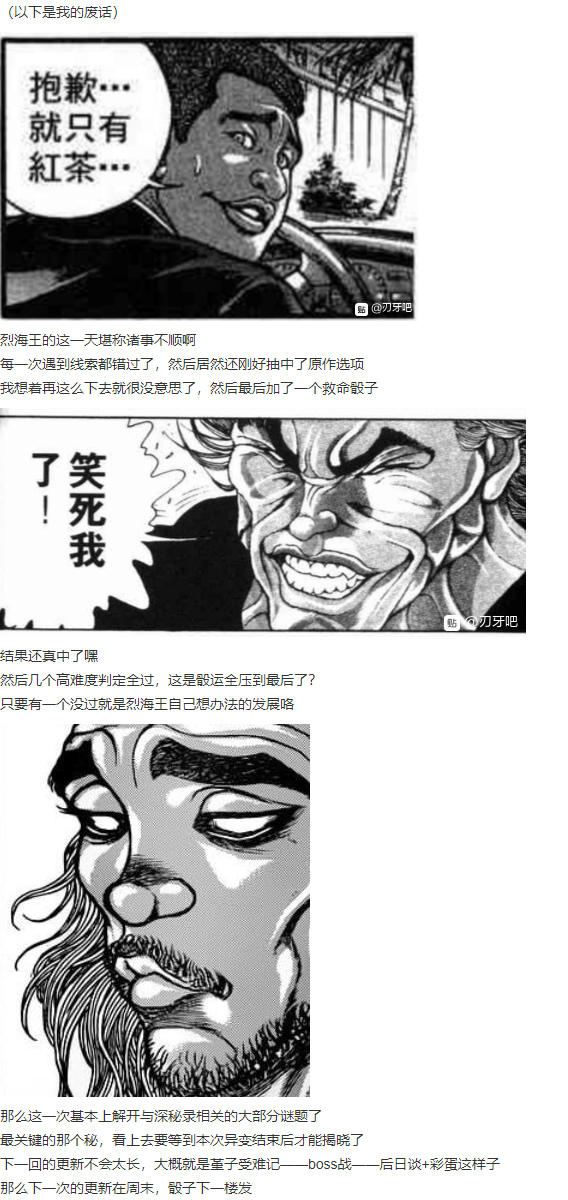 （以下是我的废话）
抱歉…
就只有
紅茶…
贴 @刃牙吧
烈海王的这一天堪称诸事不顺啊
每一次遇到线索都错过了，然后居然还刚好抽中了原作选项
我想着再这么下去就很没意思了，然后最后加了一个救命骰子
笑死我
了！
贴 @刃牙吧
结果还真中了嘿
然后几个高难度判定全过，这是骰运全压到最后了？
只要有一个没过就是烈海王自己想办法的发展咯
那么这一次基本上解开与深秘录相关的大部分谜题了
最关键的那个秘，看上去要等到本次异变结束后才能揭晓了
下一回的更新不会太长，大概就是堇子受难记——boss战——后日谈+彩蛋这样子
那么下一次的更新在周末，骰子下一楼发